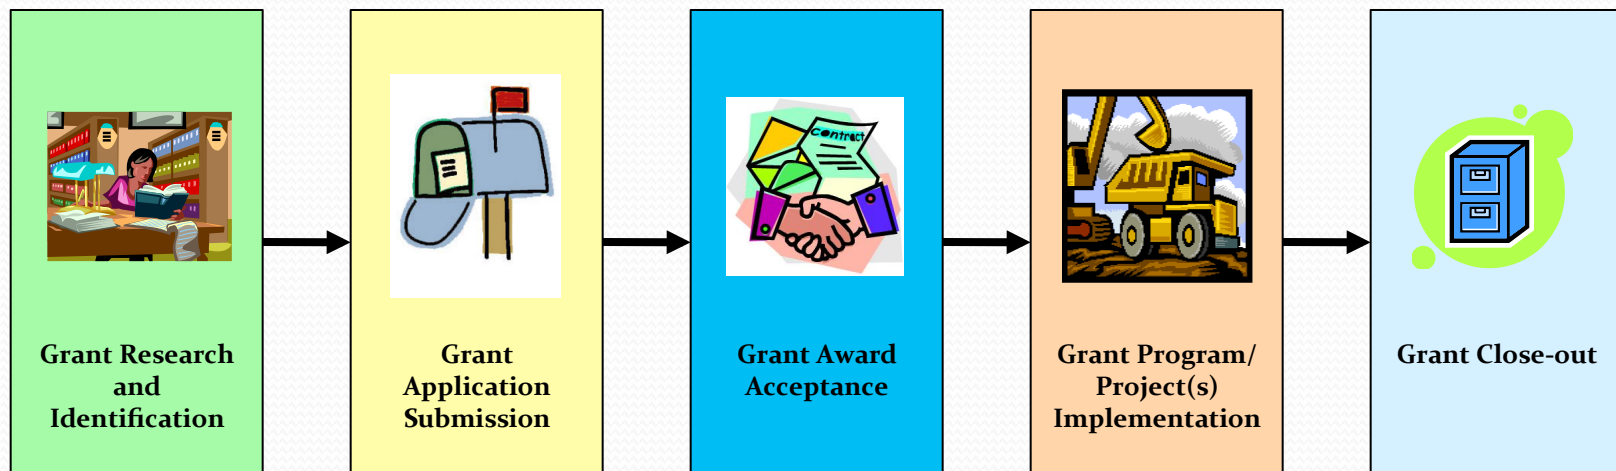 contract
Grant Research
and
Identification
Grant
Application
Submission
Grant Award
Acceptance
Grant Program/
Project(s)
Implementation
Grant Close-out